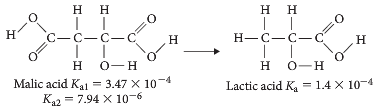 H H H H
O O O
H C—C—C—C H H—C—C—C H
O O O
H O—H H O—H
Malic acid Ka1 = 3.47 × 10⁻⁴
Ka2 = 7.94 × 10⁻⁶
Lactic acid Ka = 1.4 × 10⁻⁴